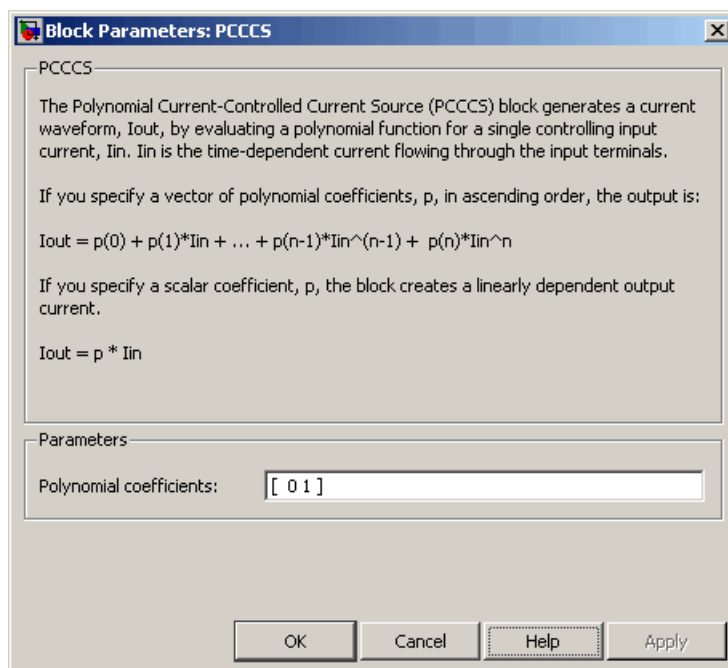 Block Parameters: PCCCS
PCCCS
The Polynomial Current-Controlled Current Source (PCCCS) block generates a current
waveform, Iout, by evaluating a polynomial function for a single controlling input
current, Iin. Iin is the time-dependent current flowing through the input terminals.
If you specify a vector of polynomial coefficients, p, in ascending order, the output is:
Iout = p(0) + p(1)*Iin + ... + p(n-1)*Iin^(n-1) +  p(n)*Iin^n
If you specify a scalar coefficient, p, the block creates a linearly dependent output
current.
Iout = p * Iin
Parameters
Polynomial coefficients: [  0 1 ]
OK Cancel Help Apply